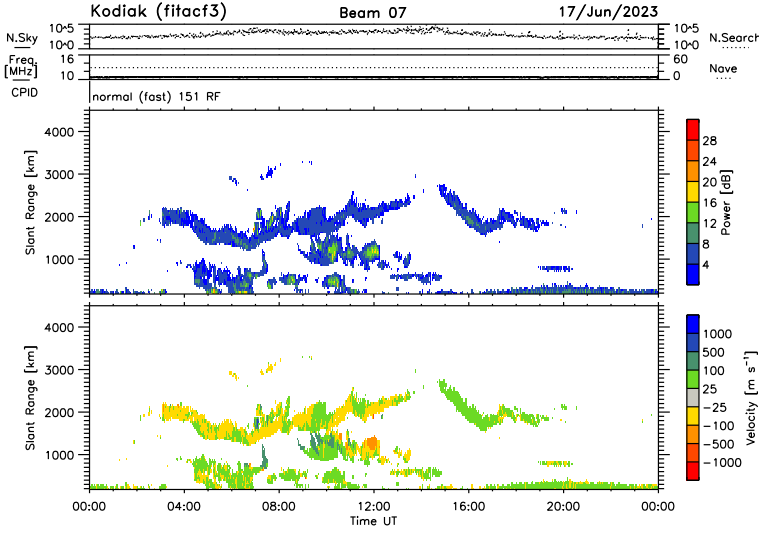 Kodiak (fitacf3) Beam 07 17/Jun/2023
N.Sky 10^5 10^0 10^5 10^0 N.Search
Freq. [MHz] 16 10 60 0 Nave
CPID normal (fast) 151 RF
Slant Range [km] 4000 3000 2000 1000
Power [dB] 28 24 20 16 12 8 4
Slant Range [km] 4000 3000 2000 1000
Velocity [m s⁻¹] 1000 500 100 25 −25 −100 −500 −1000
00:00 04:00 08:00 12:00 16:00 20:00 00:00
Time UT